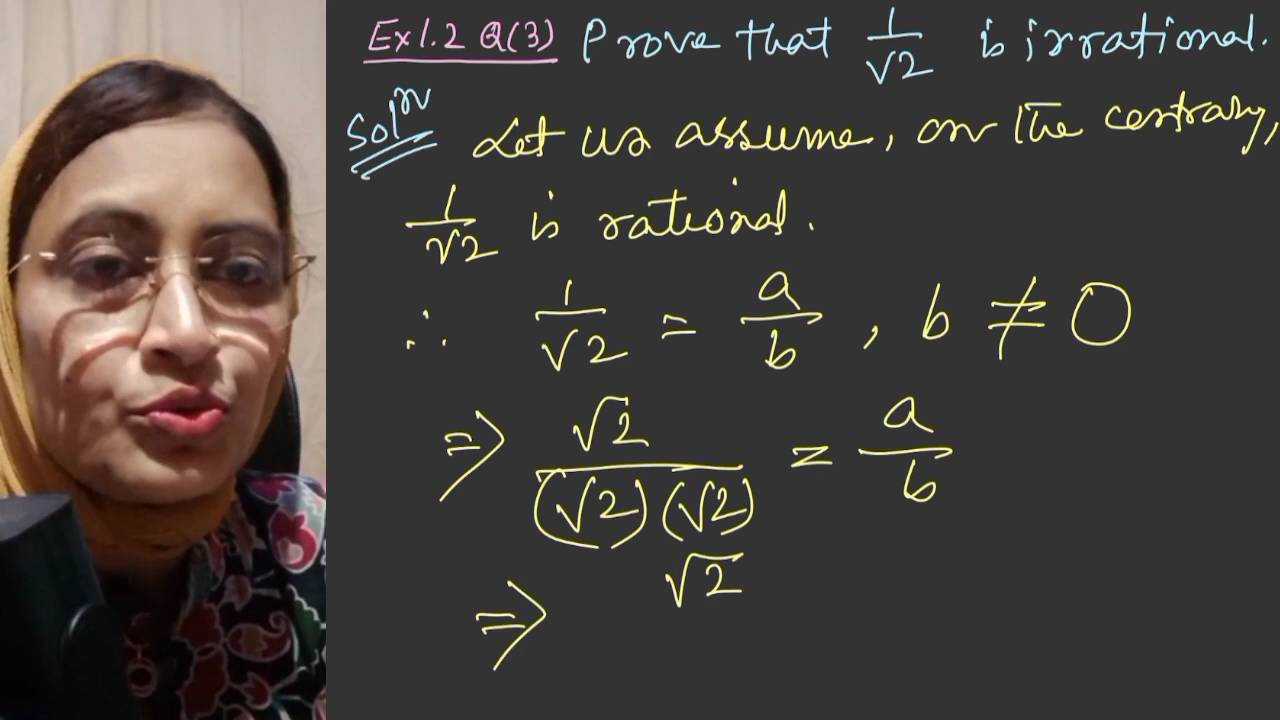 Ex 1.2 Q(3) Prove that 1/√2 is irrational.
Solⁿ Let us assume, on the contrary,
1/√2 is rational.
∴ 1/√2 = a/b , b ≠ 0
⇒ √2/(√2)(√2) = a/b
⇒ √2